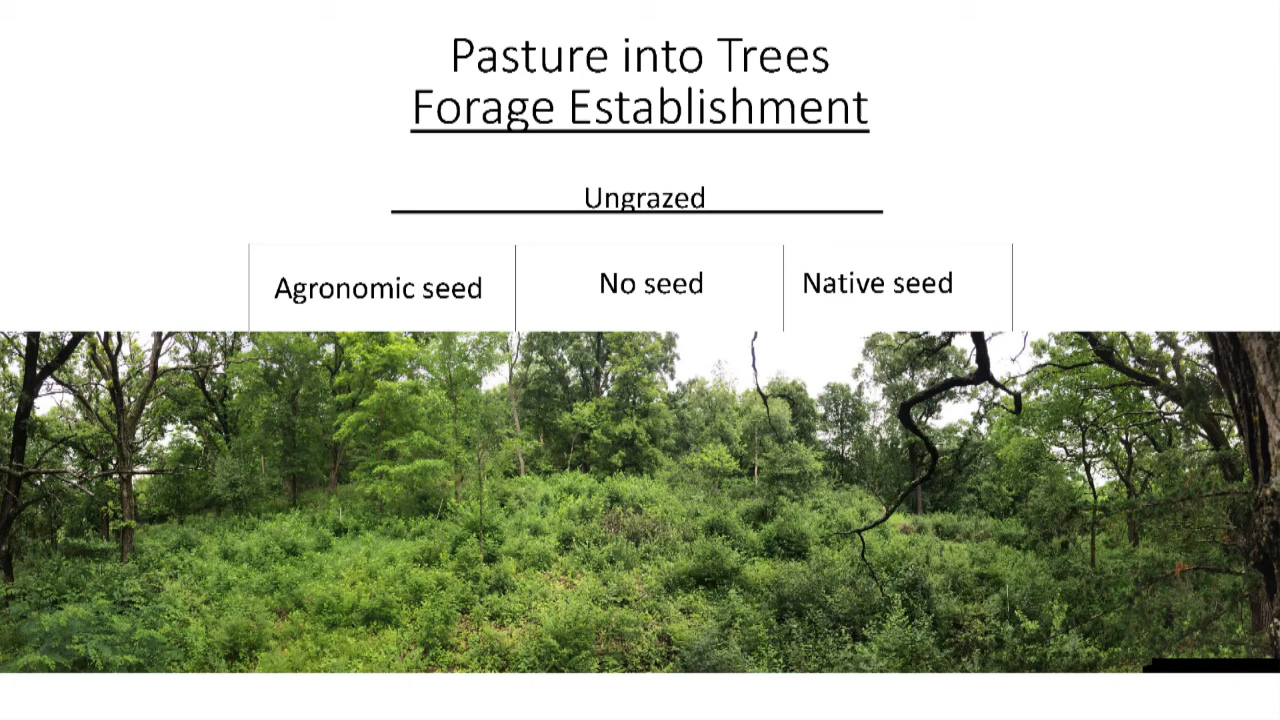 Pasture into Trees
Forage Establishment
Ungrazed
Agronomic seed
No seed
Native seed